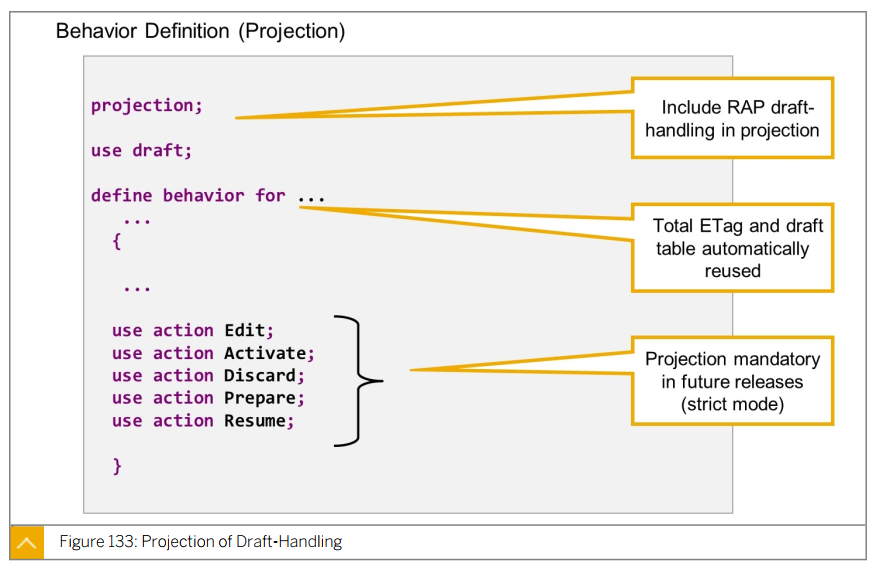 Behavior Definition (Projection)
projection;
use draft;
define behavior for ...
...
{
...
use action Edit;
use action Activate;
use action Discard;
use action Prepare;
use action Resume;
}
Include RAP draft-
handling in projection
Total ETag and draft
table automatically
reused
Projection mandatory
in future releases
(strict mode)
Figure 133: Projection of Draft-Handling